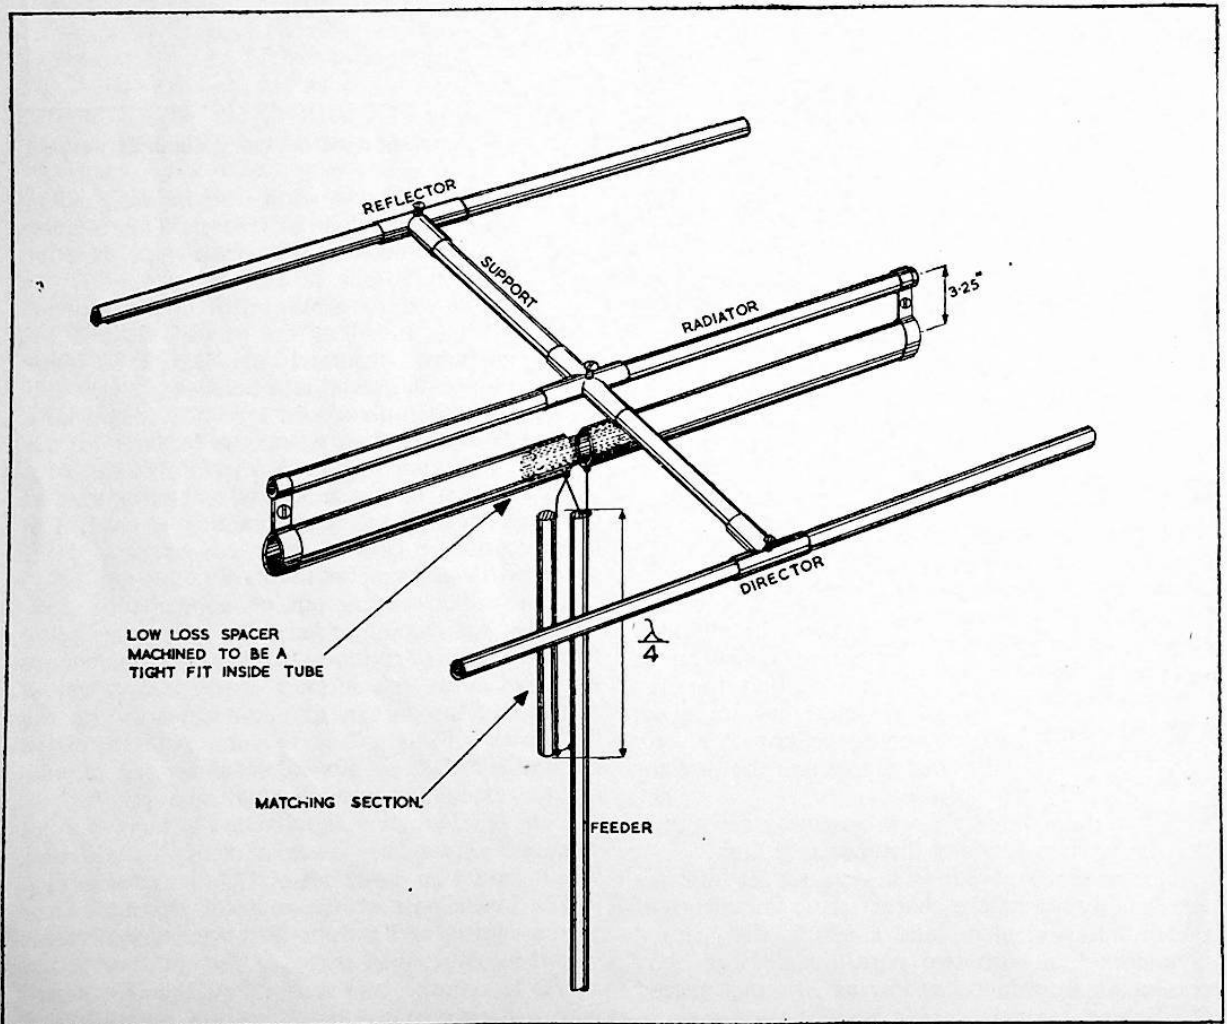 REFLECTOR
SUPPORT
RADIATOR
3·25"
DIRECTOR
LOW LOSS SPACER
MACHINED TO BE A
TIGHT FIT INSIDE TUBE
λ
4
MATCHING SECTION.
FEEDER